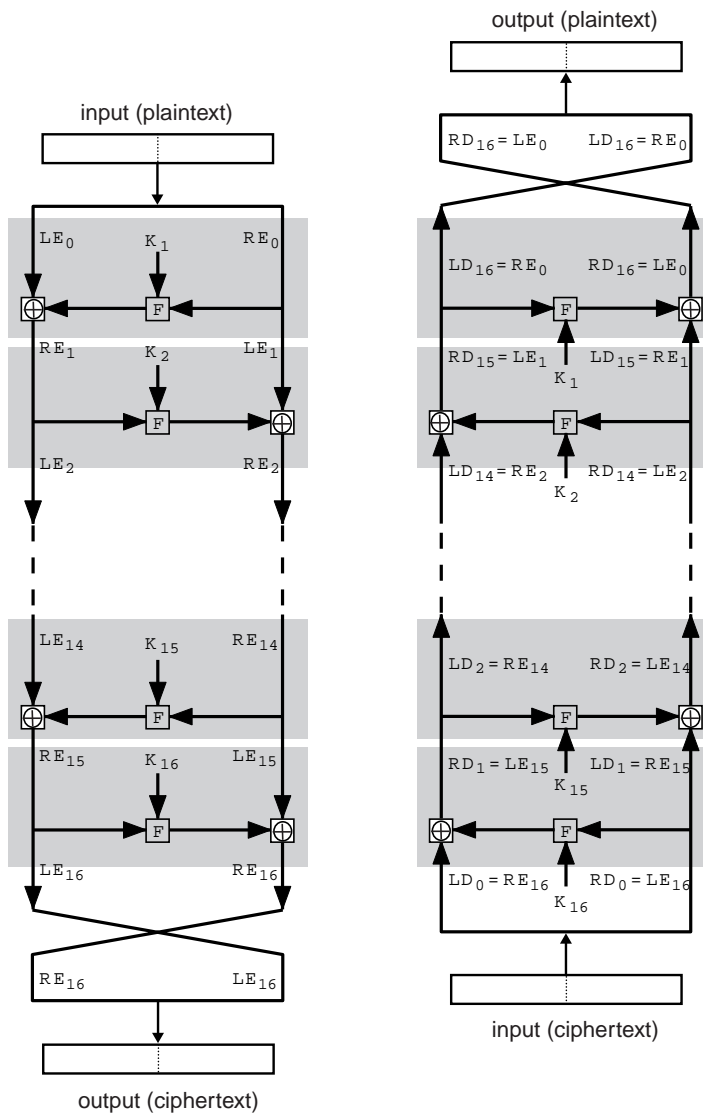 input (plaintext)
LE₀ K₁ RE₀
F
RE₁ K₂ LE₁
F
LE₂ RE₂
LE₁₄ K₁₅ RE₁₄
F
RE₁₅ K₁₆ LE₁₅
F
LE₁₆ RE₁₆
RE₁₆ LE₁₆
output (ciphertext)
output (plaintext)
RD₁₆=LE₀ LD₁₆=RE₀
LD₁₆=RE₀ RD₁₆=LE₀
F
RD₁₅=LE₁ LD₁₅=RE₁
K₁
F
LD₁₄=RE₂ RD₁₄=LE₂
K₂
LD₂=RE₁₄ RD₂=LE₁₄
F
RD₁=LE₁₅ LD₁=RE₁₅
K₁₅
F
LD₀=RE₁₆ RD₀=LE₁₆
K₁₆
input (ciphertext)